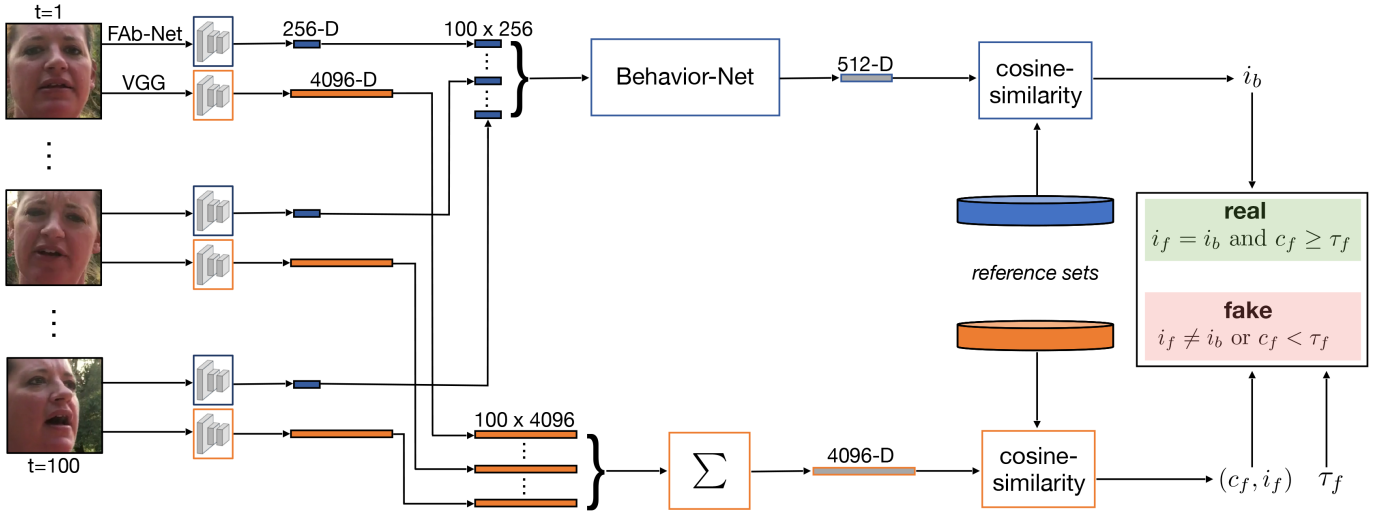 t=1
FAb-Net
256-D
100 x 256
VGG
4096-D
Behavior-Net
512-D
cosine-
similarity
i_b
real
i_f = i_b and c_f ≥ τ_f
reference sets
fake
i_f ≠ i_b or c_f < τ_f
t=100
100 x 4096
∑
4096-D
cosine-
similarity
(c_f, i_f)
τ_f